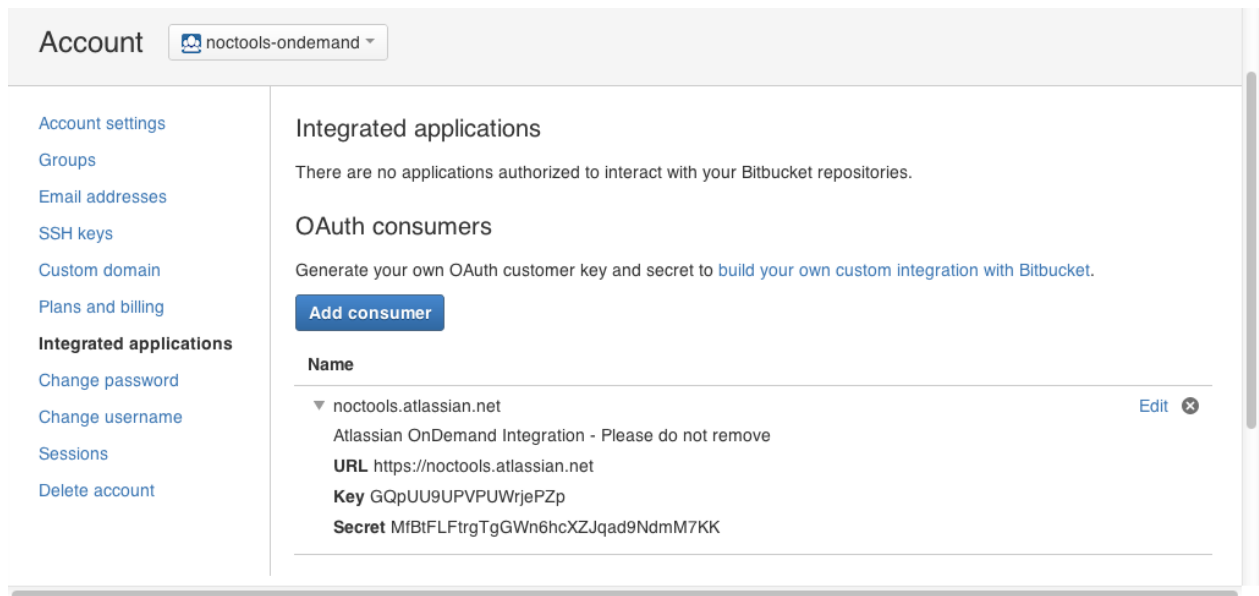 Account noctools-ondemand
Account settings
Groups
Email addresses
SSH keys
Custom domain
Plans and billing
Integrated applications
Change password
Change username
Sessions
Delete account
Integrated applications
There are no applications authorized to interact with your Bitbucket repositories.
OAuth consumers
Generate your own OAuth customer key and secret to build your own custom integration with Bitbucket.
Add consumer
Name
noctools.atlassian.net Edit
Atlassian OnDemand Integration - Please do not remove
URL https://noctools.atlassian.net
Key GQpUU9UPVPUWrjePZp
Secret MfBtFLFtrgTgGWn6hcXZJqad9NdmM7KK